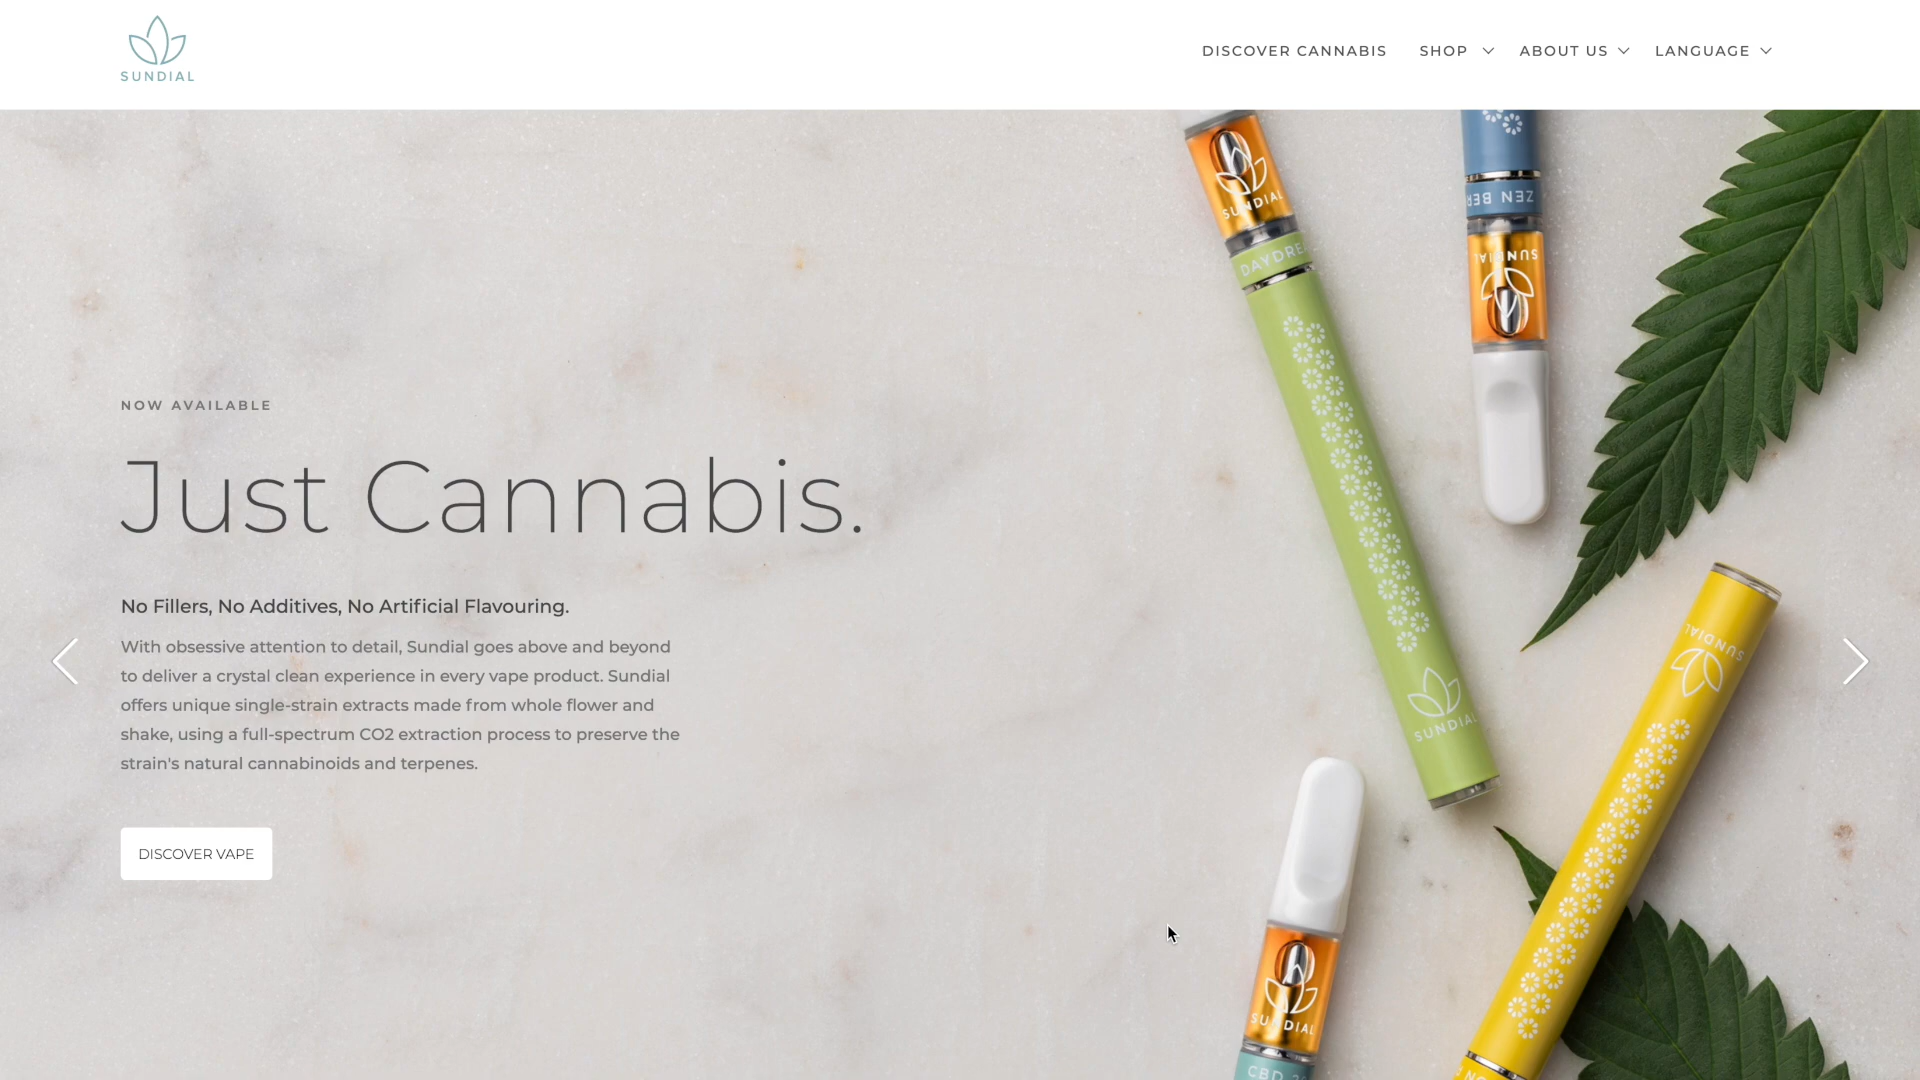 SUNDIAL
DISCOVER CANNABIS SHOP ABOUT US LANGUAGE
NOW AVAILABLE
Just Cannabis.
No Fillers, No Additives, No Artificial Flavouring.
With obsessive attention to detail, Sundial goes above and beyond
to deliver a crystal clean experience in every vape product. Sundial
offers unique single-strain extracts made from whole flower and
shake, using a full-spectrum CO2 extraction process to preserve the
strain's natural cannabinoids and terpenes.
DISCOVER VAPE
SUNDIAL
DAYDRE
SUNDIAL
ZEN BER
SUNDIAL
SUNDIAL
SUNDIAL
CBD